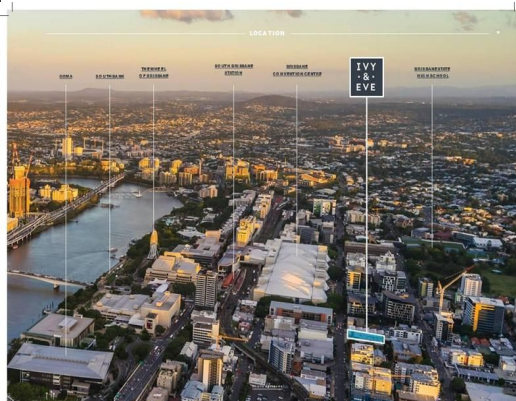 LOCATION
GOMA
SOUTHBANK
THE WHEEL
OF BRISBANE
SOUTH BRISBANE
STATION
BRISBANE
CONVENTION CENTRE
IVY
& 
EVE
BRISBANE STATE
HIGH SCHOOL